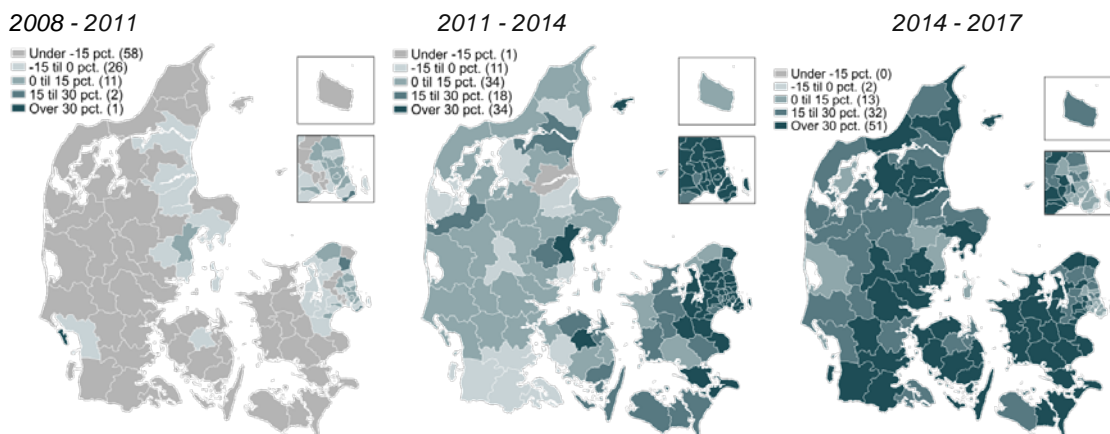 2008 - 2011
Under -15 pct. (58)
-15 til 0 pct. (26)
0 til 15 pct. (11)
15 til 30 pct. (2)
Over 30 pct. (1)
2011 - 2014
Under -15 pct. (1)
-15 til 0 pct. (11)
0 til 15 pct. (34)
15 til 30 pct. (18)
Over 30 pct. (34)
2014 - 2017
Under -15 pct. (0)
-15 til 0 pct. (2)
0 til 15 pct. (13)
15 til 30 pct. (32)
Over 30 pct. (51)